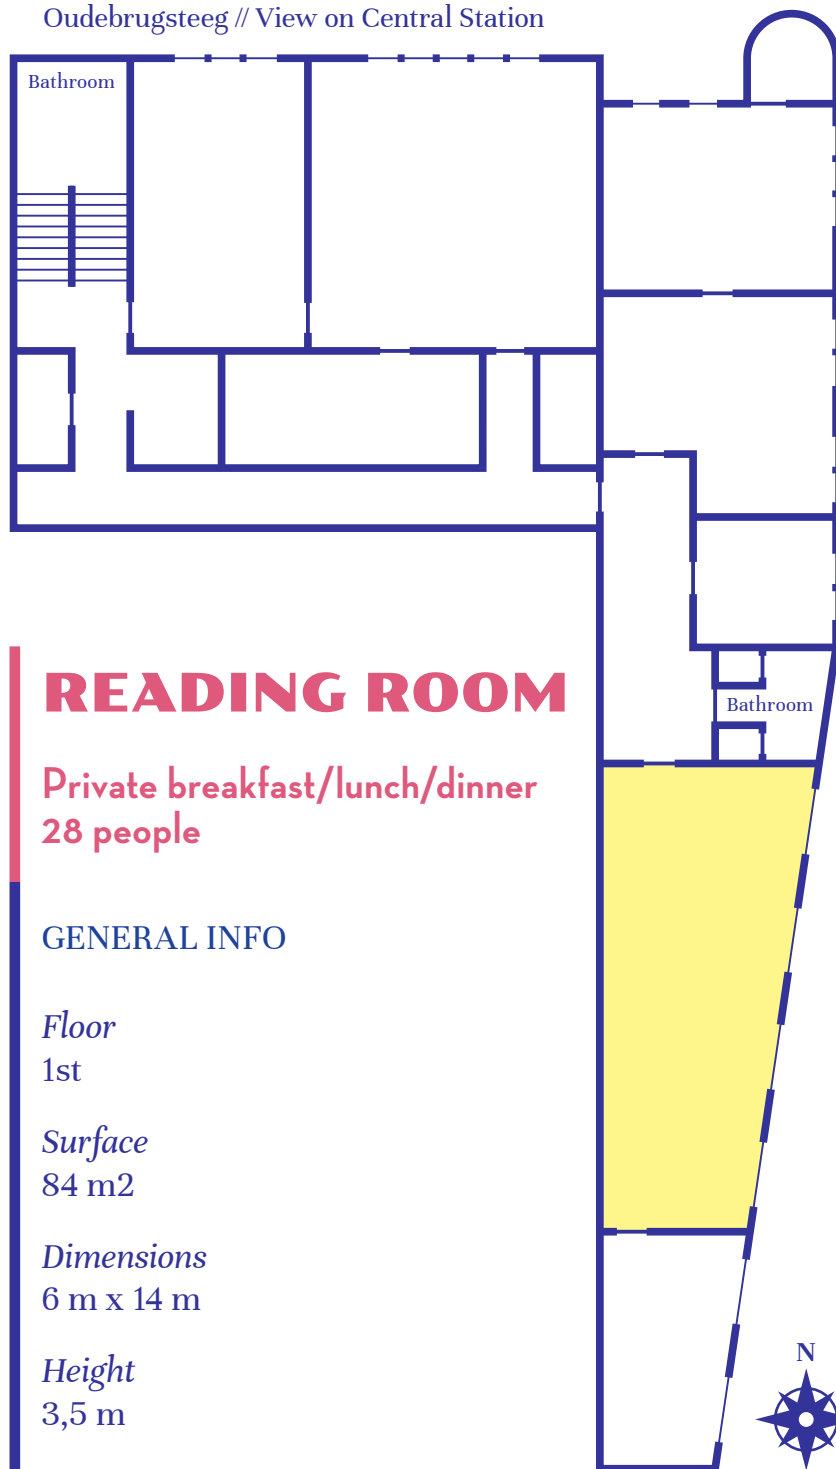 Oudebrugsteeg // View on Central Station
Bathroom
READING ROOM
Bathroom
Private breakfast/lunch/dinner
28 people
GENERAL INFO
Floor
1st
Surface
84 m2
Dimensions
6 m x 14 m
Height
3,5 m
N